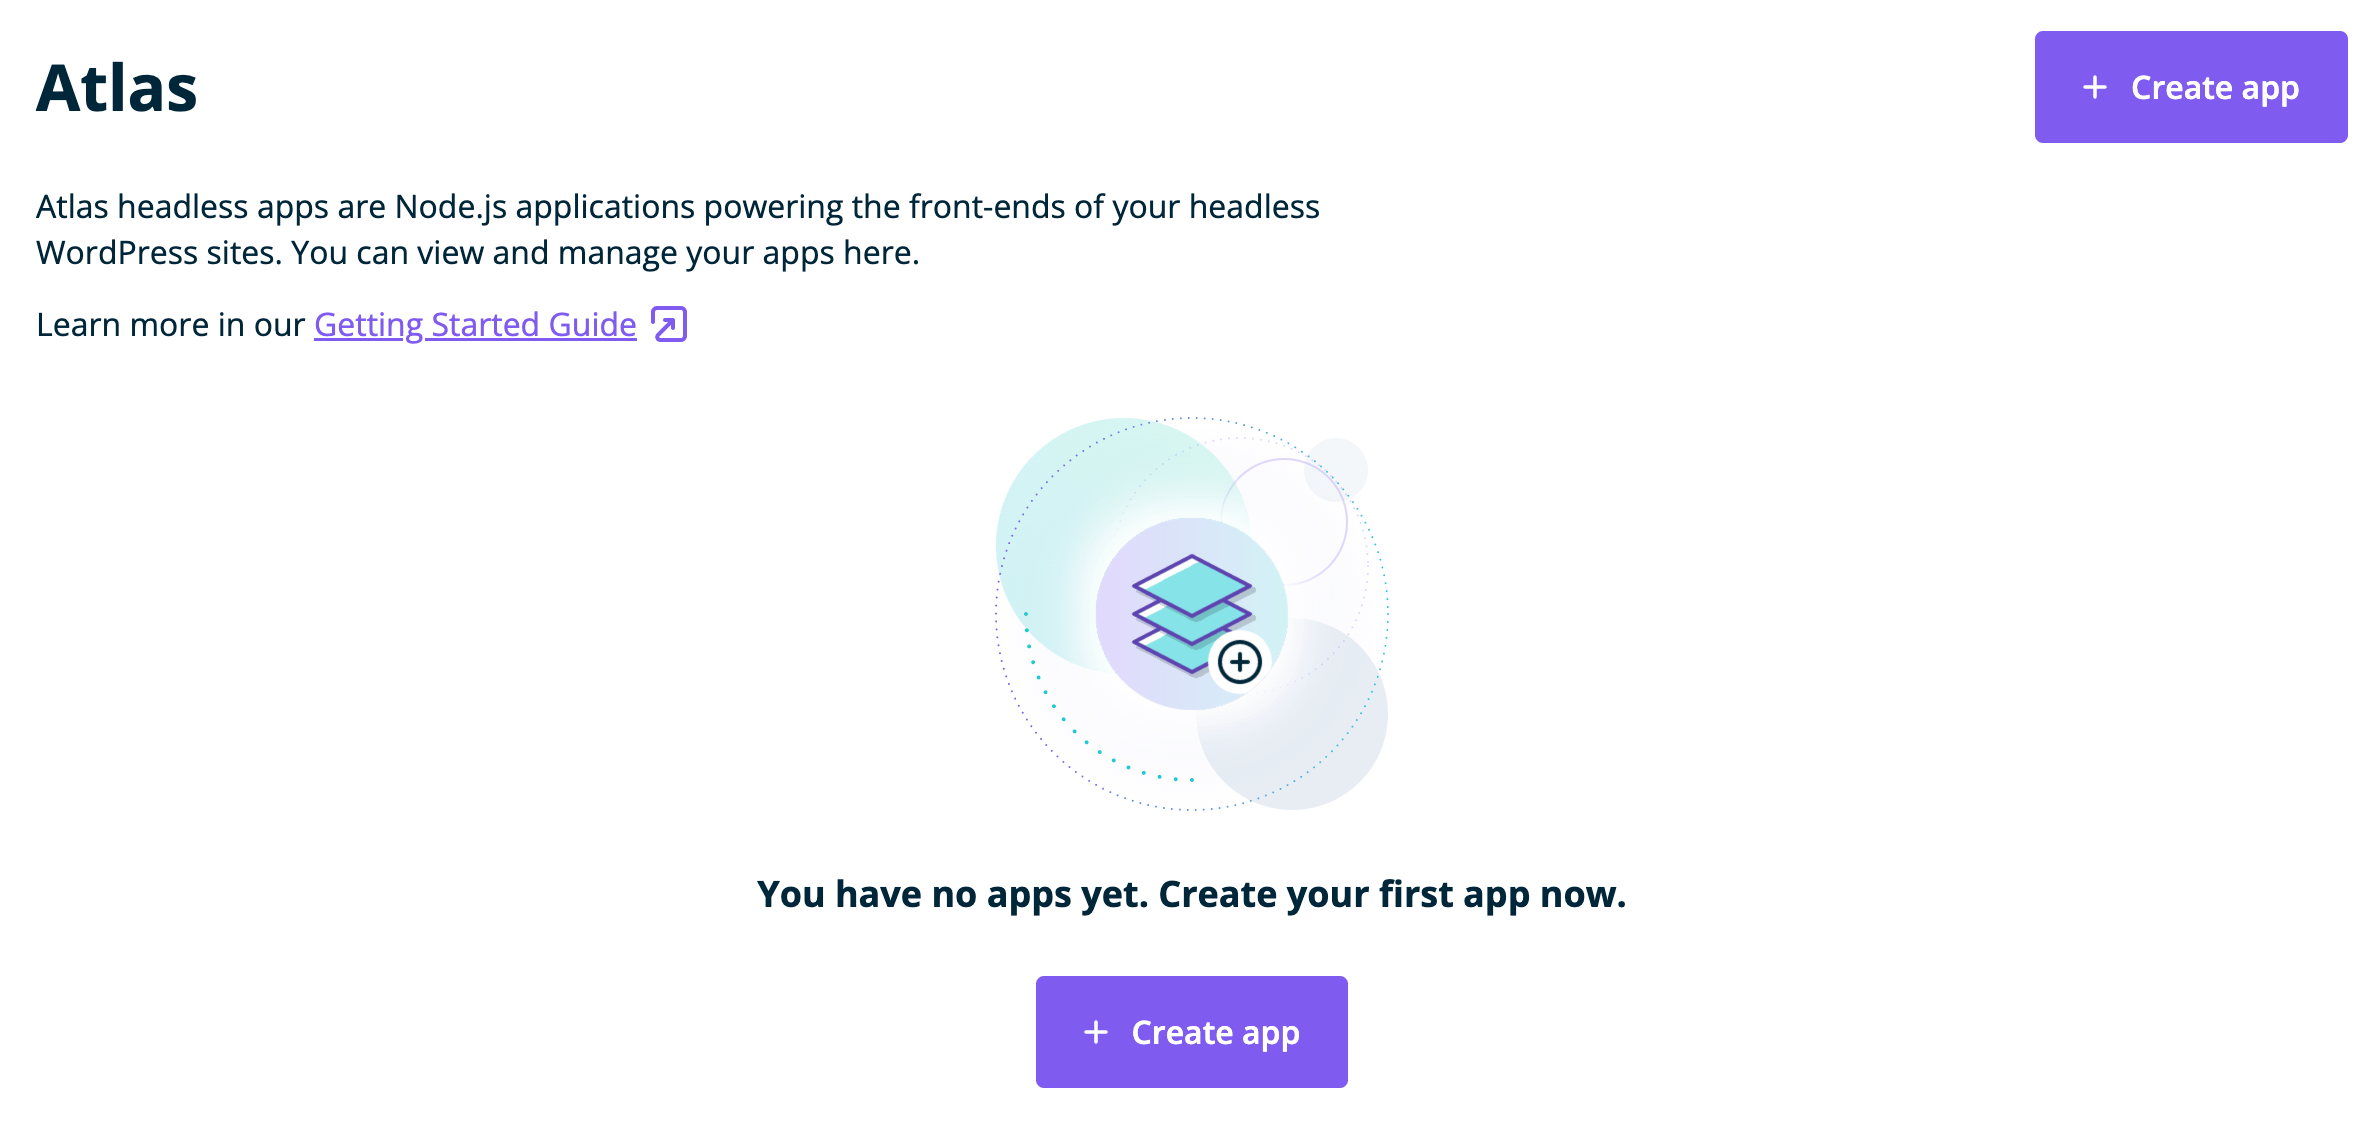 Atlas
+ Create app
Atlas headless apps are Node.js applications powering the front-ends of your headless
WordPress sites. You can view and manage your apps here.
Learn more in our Getting Started Guide
You have no apps yet. Create your first app now.
+ Create app